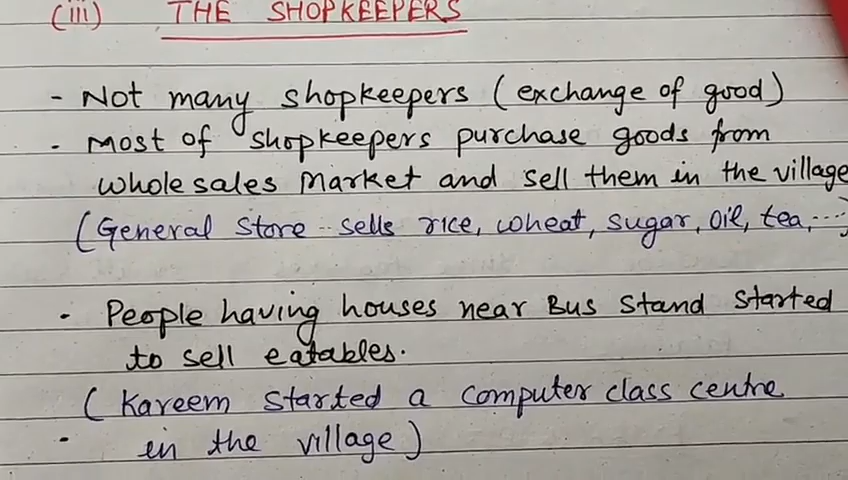 (iii) THE SHOPKEEPERS
- Not many shopkeepers (exchange of good)
- Most of shopkeepers purchase goods from
whole sales Market and sell them in the village
(General Store -- sells rice, wheat, sugar, oil, tea, ....)
• People having houses near Bus Stand started
to sell eatables.
( Kareem started a computer class centre
• in the village)